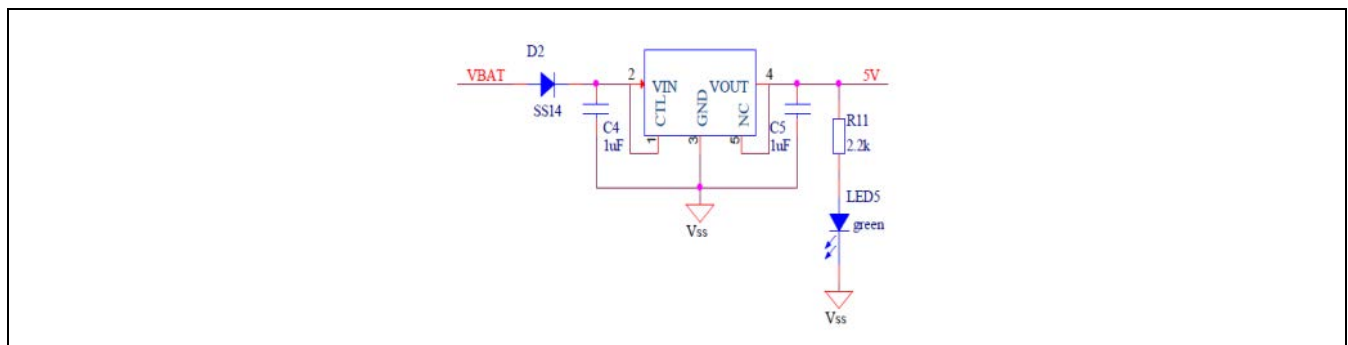 D2
VBAT
SS14
2
VIN
VOUT
4
5V
CTL
GND
NC
1
3
5
C4
1uF
C5
1uF
R11
2.2k
LED5
green
Vss
Vss